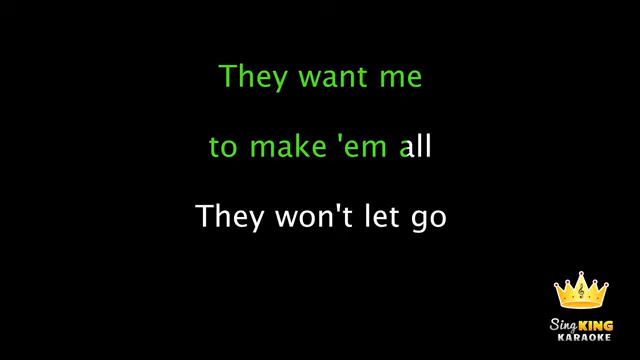 They want me
to make 'em all
They won't let go
Sing KING
KARAOKE